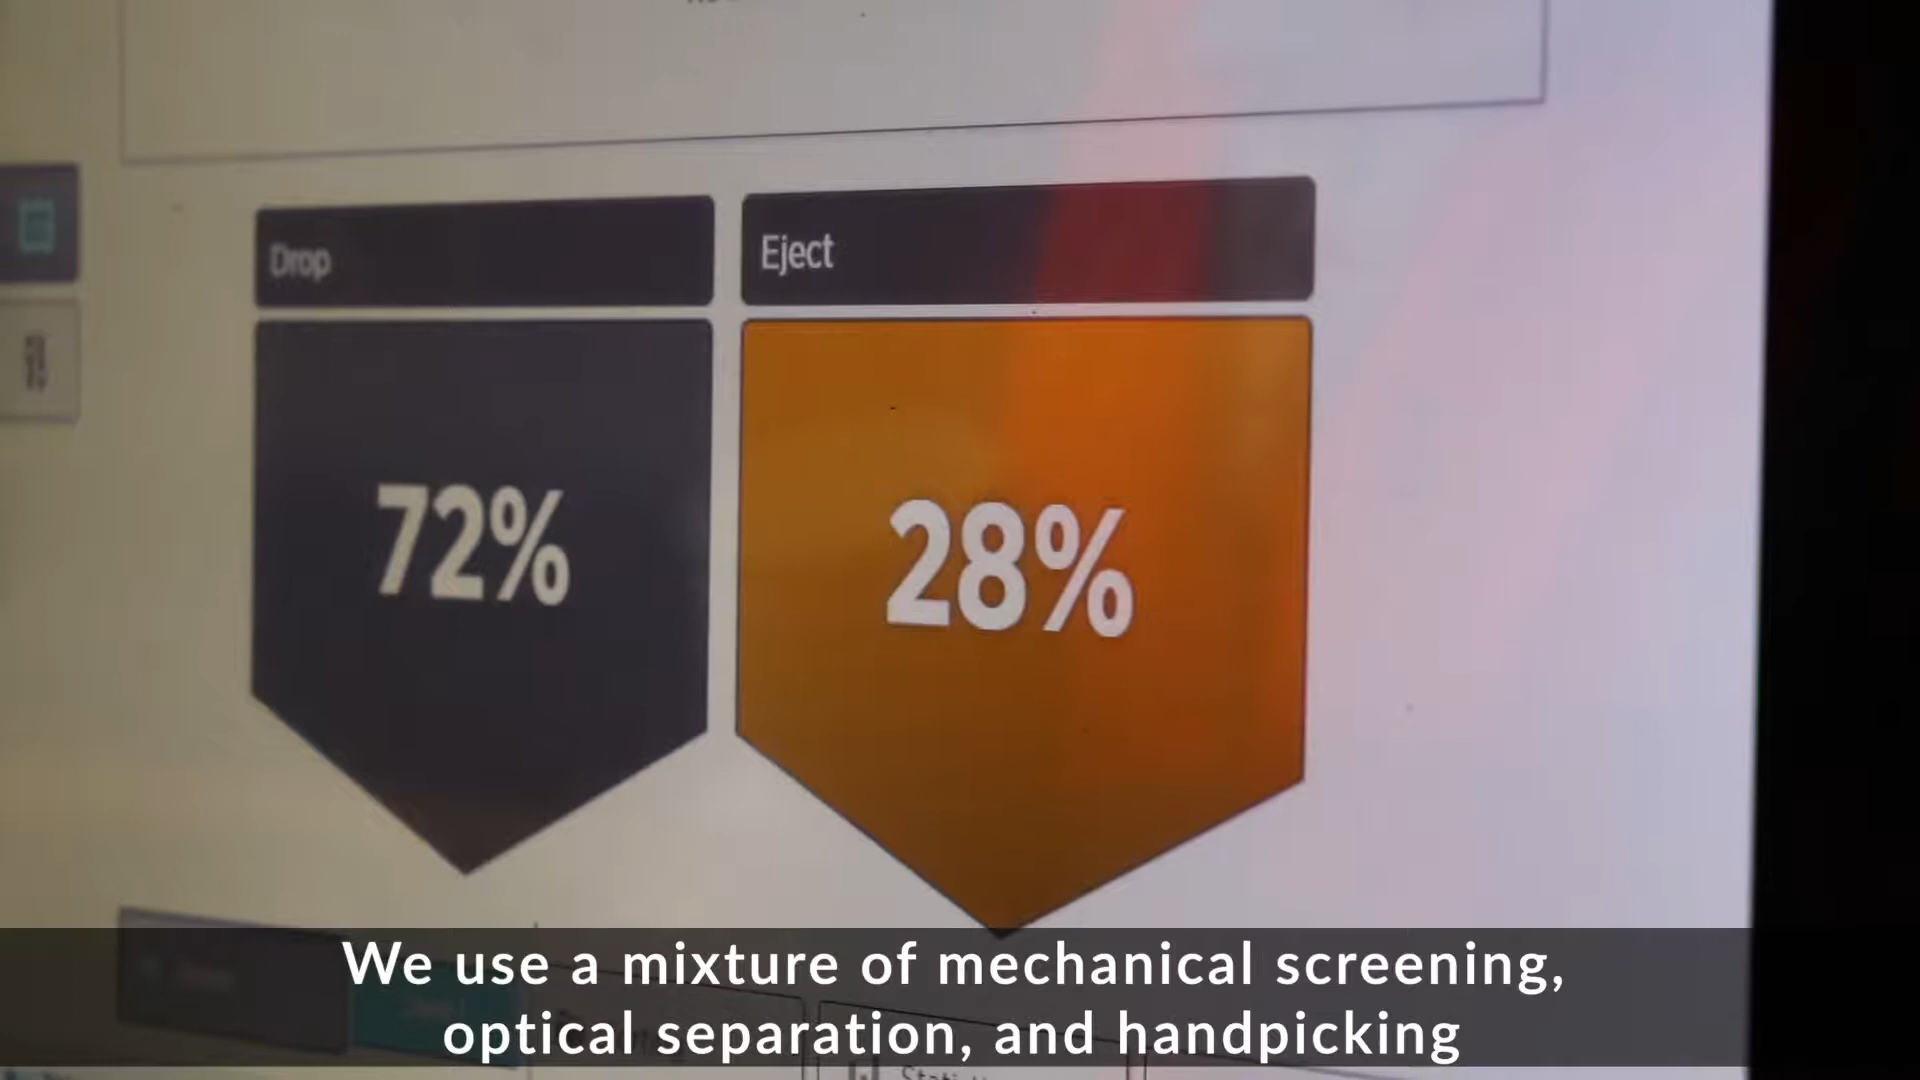 Drop
Eject
72%
28%
We use a mixture of mechanical screening,
optical separation, and handpicking